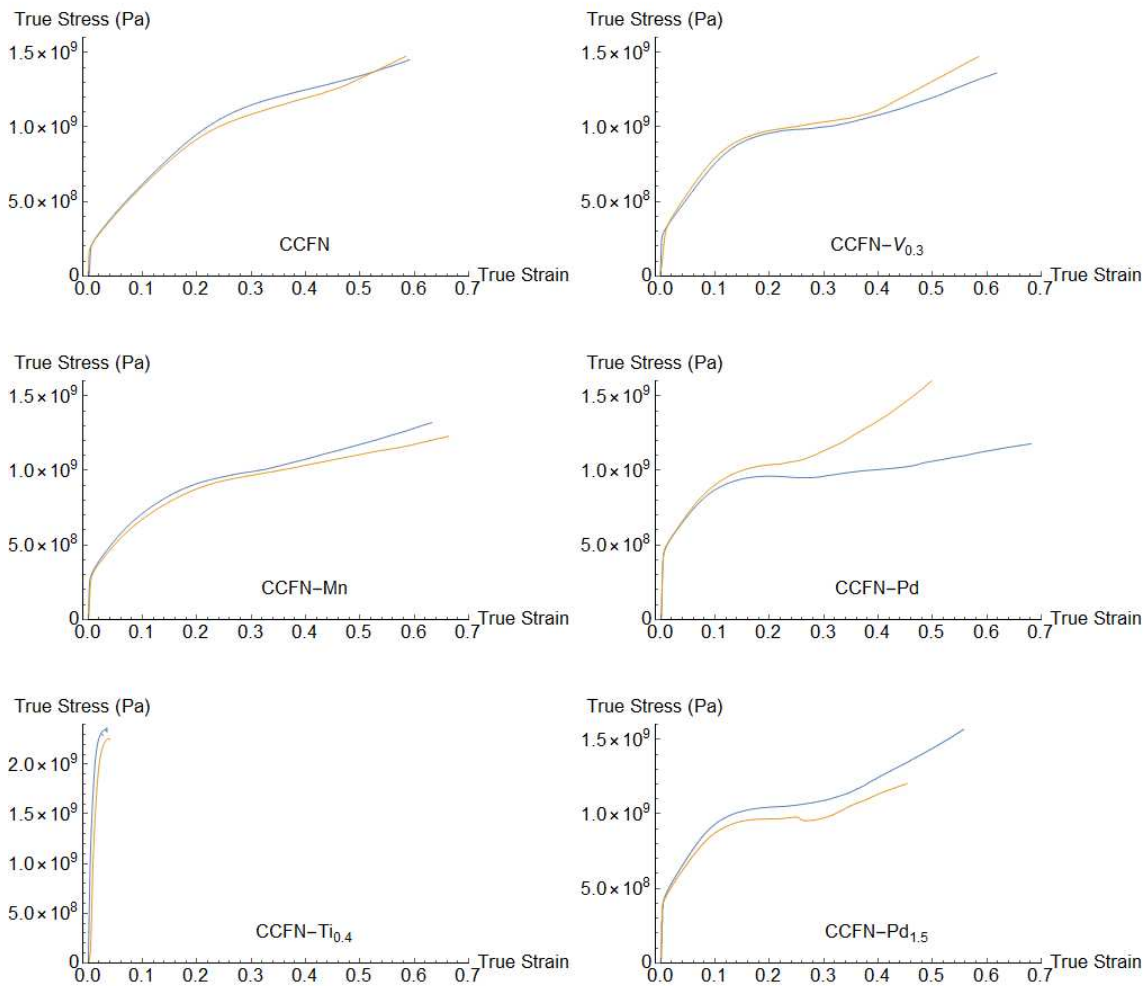 True Stress (Pa)
1.5×10⁹
1.0×10⁹
5.0×10⁸
0
CCFN
0.0 0.1 0.2 0.3 0.4 0.5 0.6 0.7
True Strain
True Stress (Pa)
1.5×10⁹
1.0×10⁹
5.0×10⁸
0
CCFN–V₀.₃
0.0 0.1 0.2 0.3 0.4 0.5 0.6 0.7
True Strain
True Stress (Pa)
1.5×10⁹
1.0×10⁹
5.0×10⁸
0
CCFN–Mn
0.0 0.1 0.2 0.3 0.4 0.5 0.6 0.7
True Strain
True Stress (Pa)
1.5×10⁹
1.0×10⁹
5.0×10⁸
0
CCFN–Pd
0.0 0.1 0.2 0.3 0.4 0.5 0.6 0.7
True Strain
True Stress (Pa)
2.0×10⁹
1.5×10⁹
1.0×10⁹
5.0×10⁸
0
CCFN–Ti₀.₄
0.0 0.1 0.2 0.3 0.4 0.5 0.6 0.7
True Strain
True Stress (Pa)
1.5×10⁹
1.0×10⁹
5.0×10⁸
0
CCFN–Pd₁.₅
0.0 0.1 0.2 0.3 0.4 0.5 0.6 0.7
True Strain